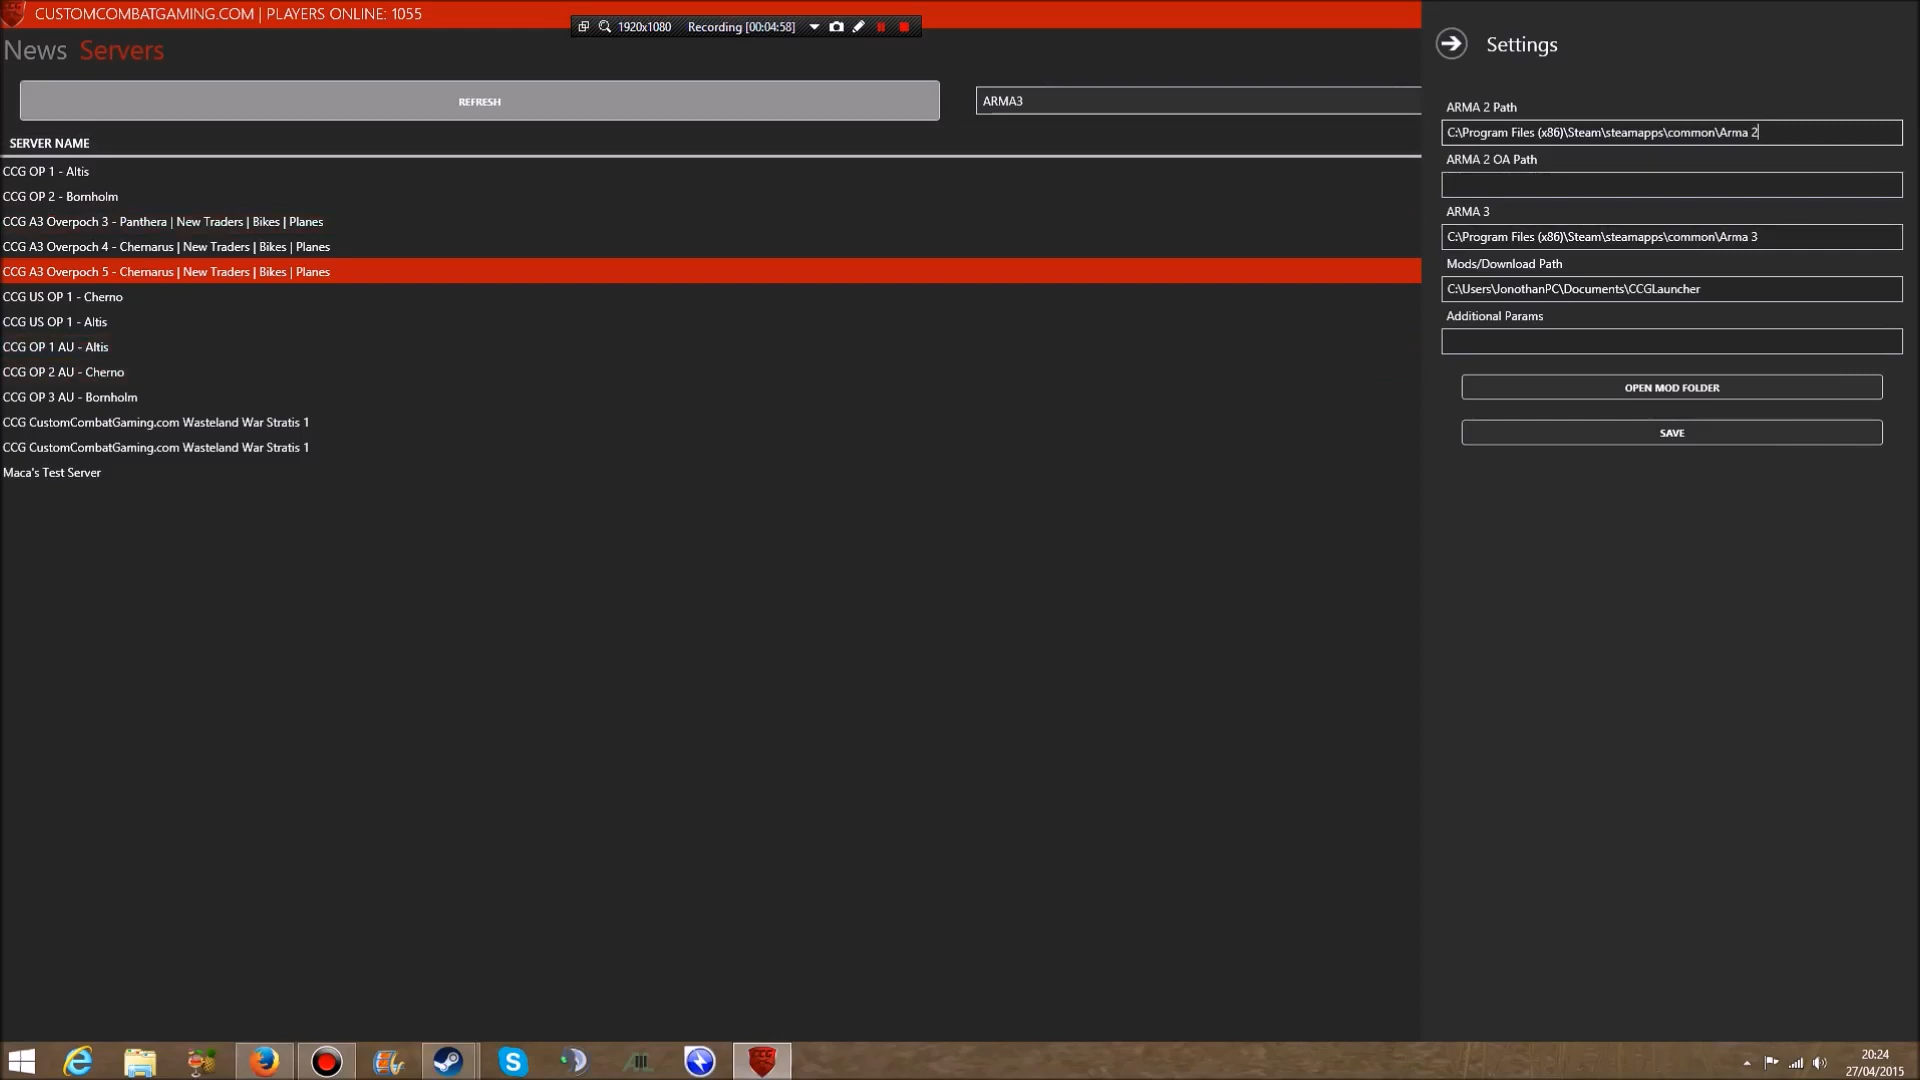 CUSTOMCOMBATGAMING.COM | PLAYERS ONLINE: 1055
1920x1080 Recording [00:04:58]
News Servers
REFRESH
ARMA3
SERVER NAME
CCG OP 1 - Altis
CCG OP 2 - Bornholm
CCG A3 Overpoch 3 - Panthera | New Traders | Bikes | Planes
CCG A3 Overpoch 4 - Chernarus | New Traders | Bikes | Planes
CCG A3 Overpoch 5 - Chernarus | New Traders | Bikes | Planes
CCG US OP 1 - Cherno
CCG US OP 1 - Altis
CCG OP 1 AU - Altis
CCG OP 2 AU - Cherno
CCG OP 3 AU - Bornholm
CCG CustomCombatGaming.com Wasteland War Stratis 1
CCG CustomCombatGaming.com Wasteland War Stratis 1
Maca's Test Server
Settings
ARMA 2 Path
C:\Program Files (x86)\Steam\steamapps\common\Arma 2
ARMA 2 OA Path
ARMA 3
C:\Program Files (x86)\Steam\steamapps\common\Arma 3
Mods/Download Path
C:\Users\JonothanPC\Documents\CCGLauncher
Additional Params
OPEN MOD FOLDER
SAVE
20:24
27/04/2015